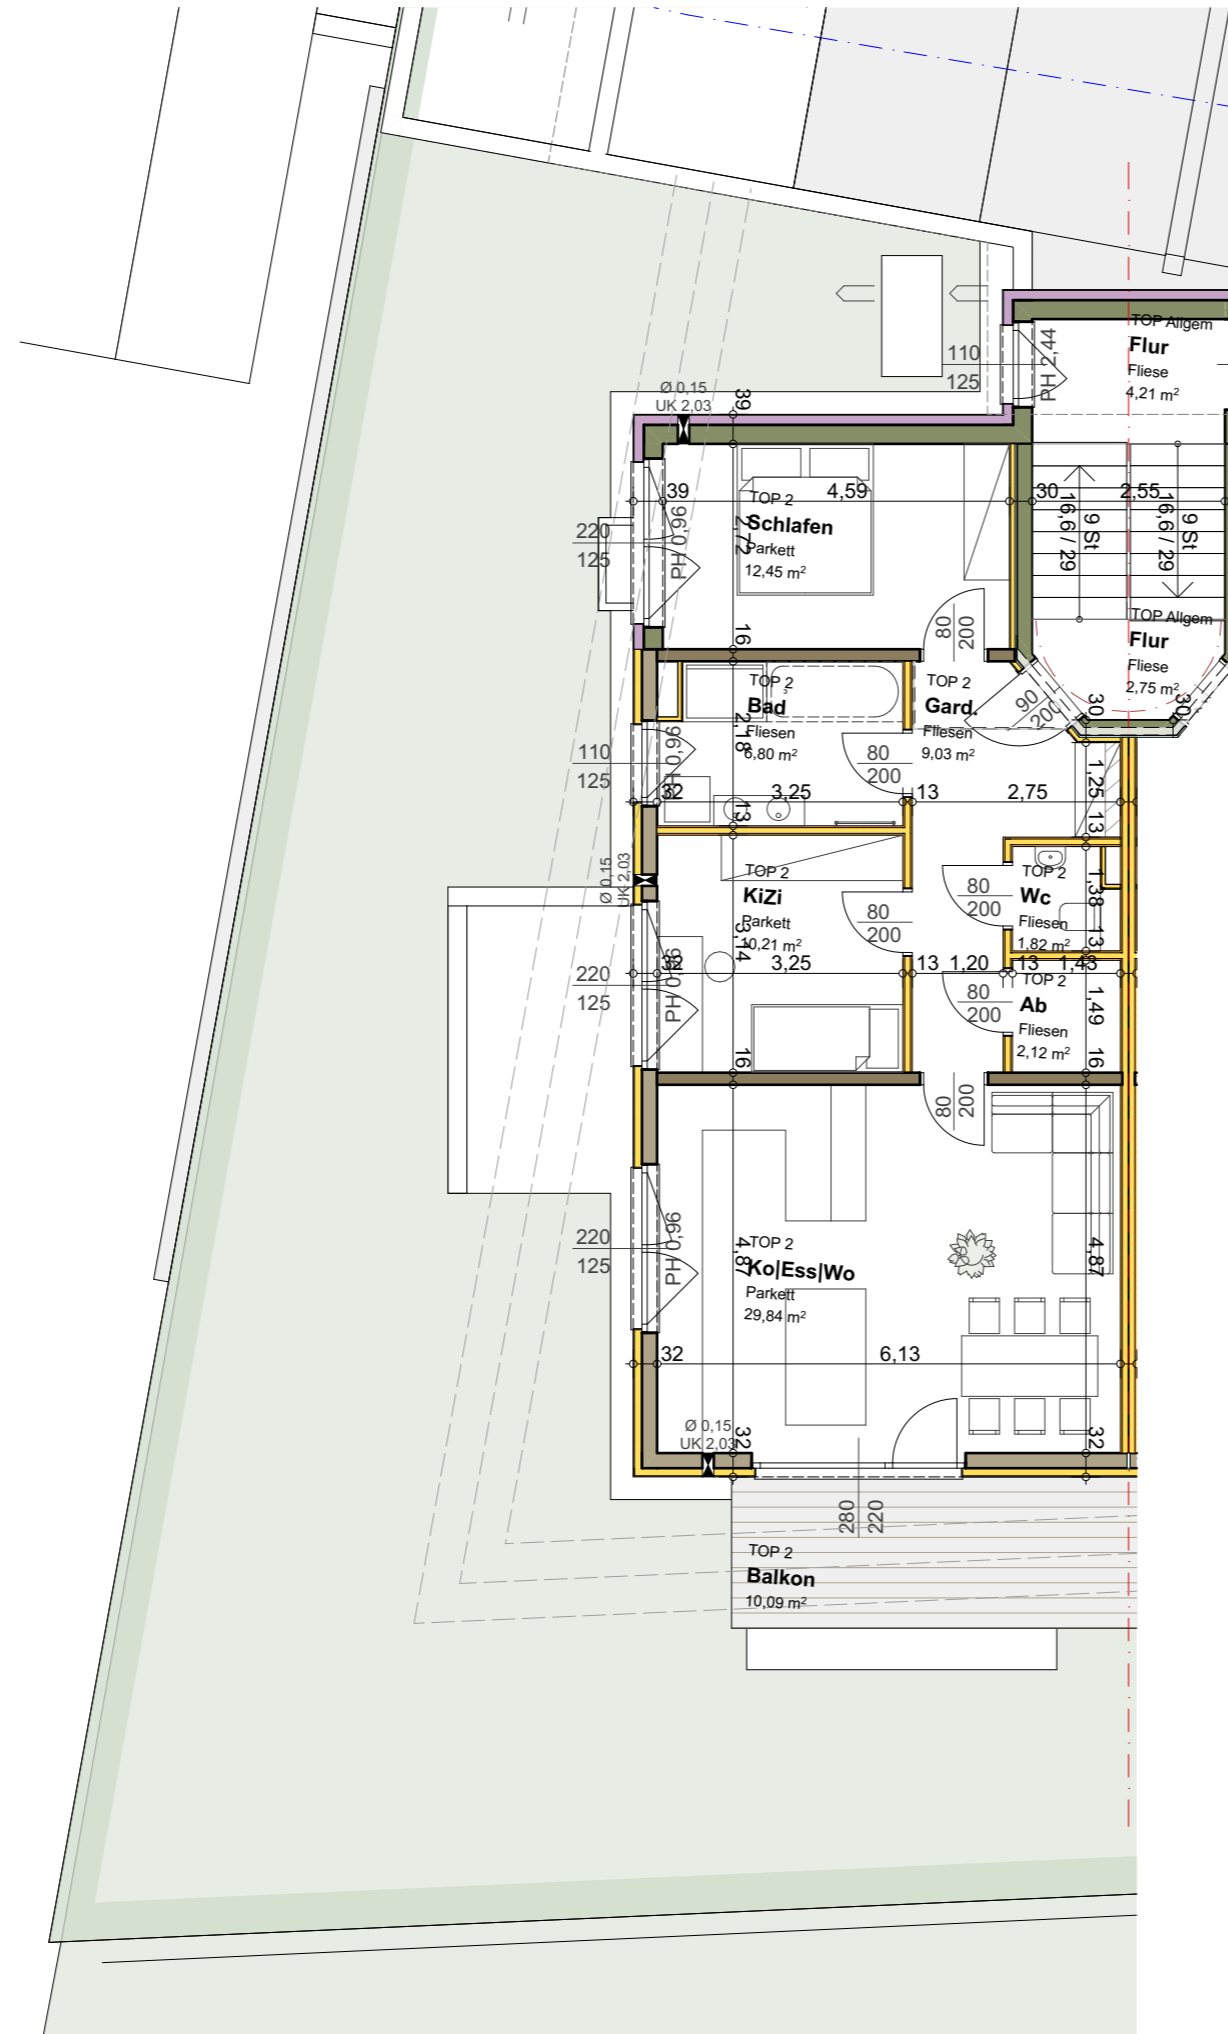 TOP Allgem
Flur
Fliese
4,21 m²
110
125
PH 2,44
Ø 0,15
UK 2,03
39
39
4,59
30
2,55
TOP 2
Schlafen
Parkett
12,45 m²
2,72
220
125
PH 0,96
9 St
16,6 / 29
9 St
16,6 / 29
16
80
200
TOP Allgem
Flur
Fliese
2,75 m²
30
30
90
200
TOP 2
Bad
Fliesen
6,80 m²
2,18
TOP 2
Gard.
Fliesen
9,03 m²
110
125
PH 0,96
80
200
32
3,25
13
2,75
1,25
13
13
Ø 0,15
UK 2,03
TOP 2
KiZi
Parkett
10,21 m²
3,14
80
200
80
200
TOP 2
Wc
Fliesen
1,82 m²
1,38
13
220
125
PH 0,96
32
3,25
13
1,20
13
1,43
TOP 2
Ab
Fliesen
2,12 m²
80
200
1,49
16
16
80
200
TOP 2
Ko|Ess|Wo
Parkett
29,84 m²
4,87
4,87
220
125
PH 0,96
32
6,13
Ø 0,15
UK 2,03
32
32
280
220
TOP 2
Balkon
10,09 m²